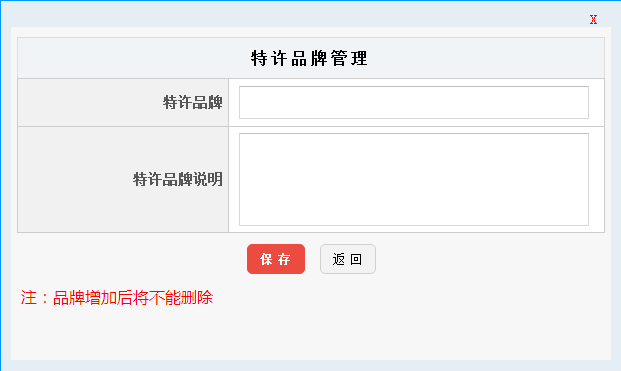 X
特许品牌管理
特许品牌
特许品牌说明
保存 返回
注：品牌增加后将不能删除